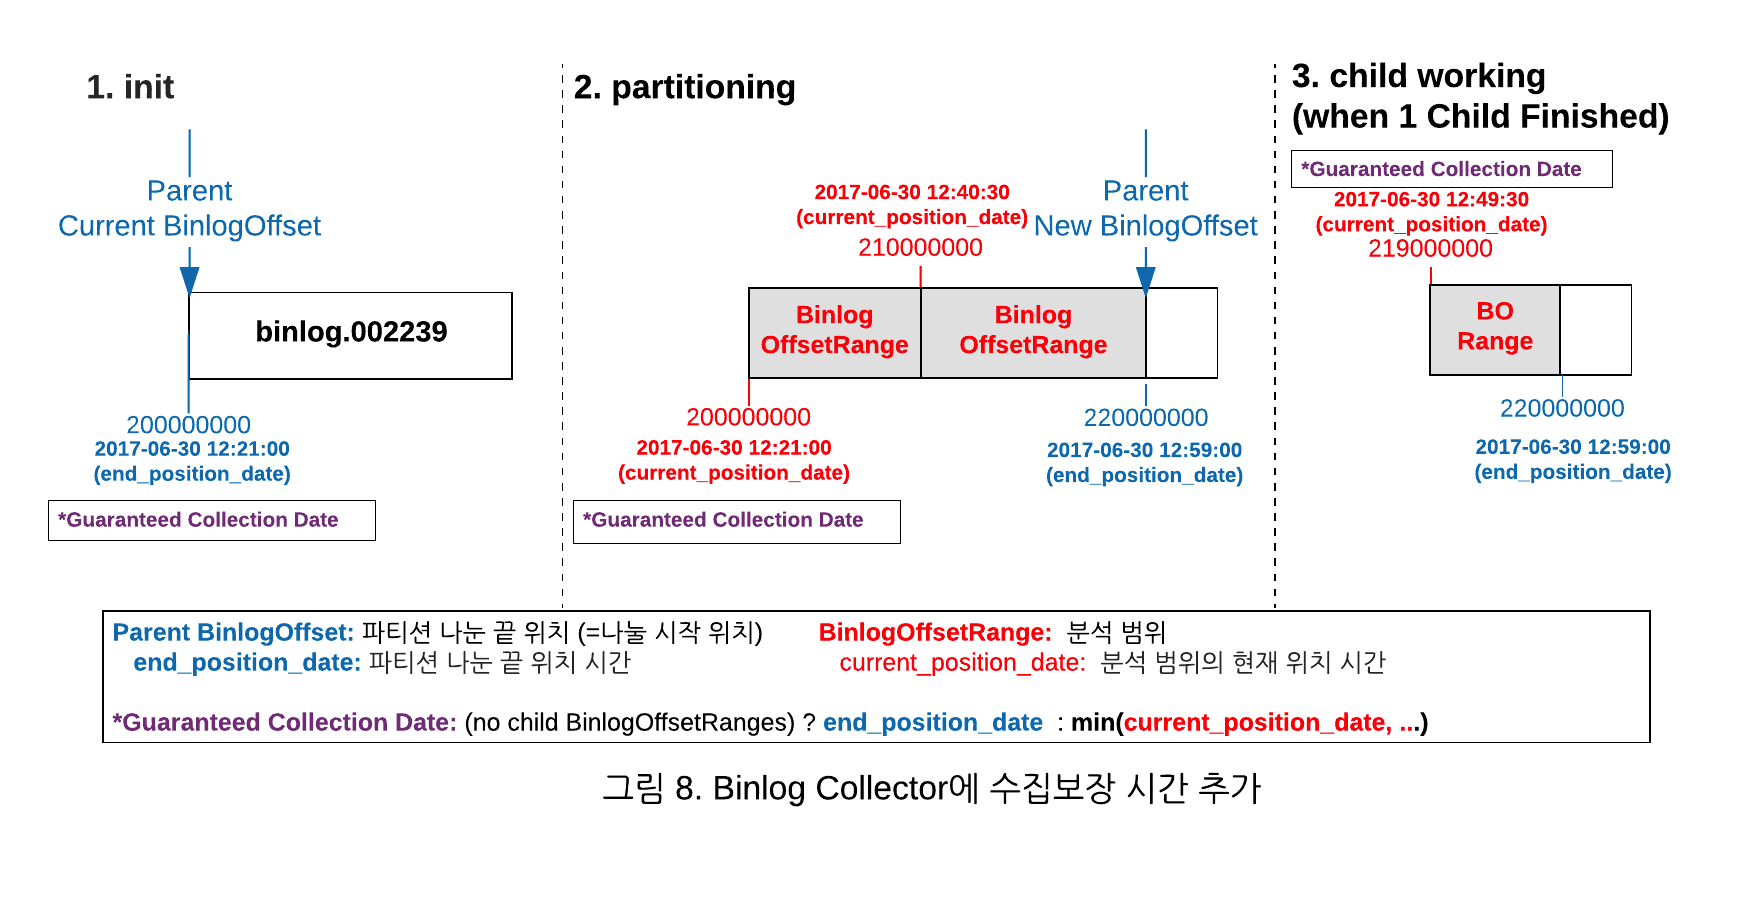 1. init
Parent
Current BinlogOffset
binlog.002239
200000000
2017-06-30 12:21:00
(end_position_date)
*Guaranteed Collection Date
2. partitioning
2017-06-30 12:40:30
(current_position_date)
210000000
Parent
New BinlogOffset
Binlog
OffsetRange
Binlog
OffsetRange
200000000
2017-06-30 12:21:00
(current_position_date)
220000000
2017-06-30 12:59:00
(end_position_date)
*Guaranteed Collection Date
3. child working
(when 1 Child Finished)
*Guaranteed Collection Date
2017-06-30 12:49:30
(current_position_date)
219000000
BO
Range
220000000
2017-06-30 12:59:00
(end_position_date)
Parent BinlogOffset: 파티션 나눈 끝 위치 (=나눌 시작 위치) BinlogOffsetRange: 분석 범위
end_position_date: 파티션 나눈 끝 위치 시간 current_position_date: 분석 범위의 현재 위치 시간
*Guaranteed Collection Date: (no child BinlogOffsetRanges) ? end_position_date : min(current_position_date, ...)
그림 8. Binlog Collector에 수집보장 시간 추가